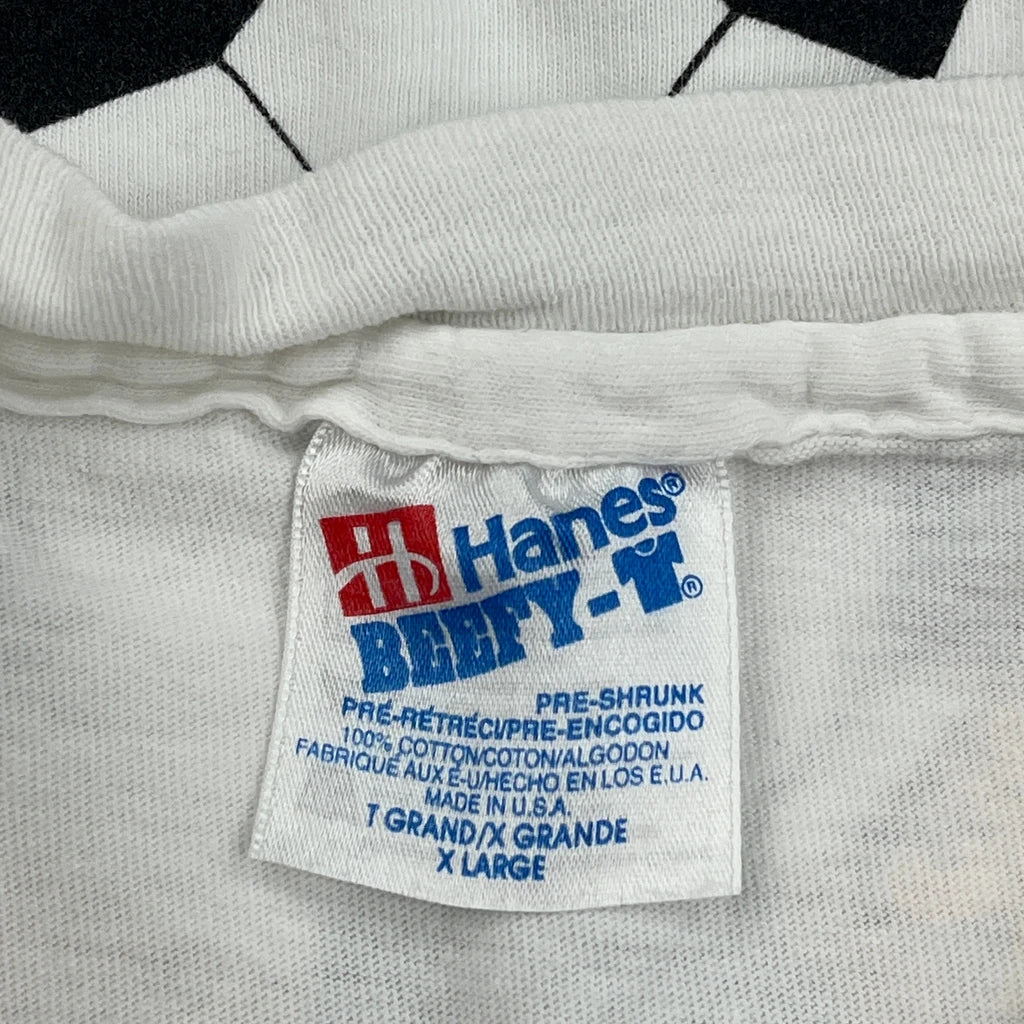 Hanes®
BEEFY-T®
PRE-SHRUNK
PRÉ-RÉTRÉCI/PRE-ENCOGIDO
100% COTTON/COTON/ALGODON
FABRIQUÉ AUX É-U/HECHO EN LOS E.U.A.
MADE IN U.S.A.
T GRAND/X GRANDE
X LARGE